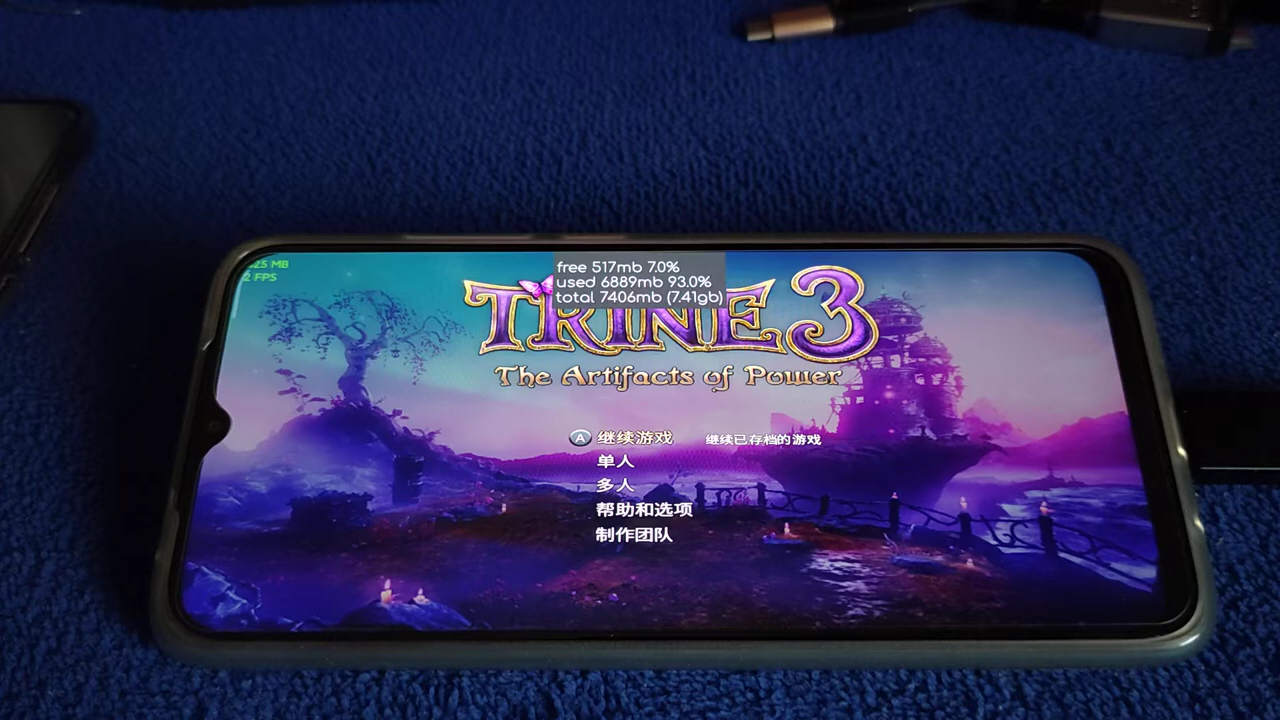 25 MB
2 FPS
free 517mb 7.0%
used 6889mb 93.0%
total 7406mb (7.41gb)
TRINE 3
The Artifacts of Power
A 继续游戏 继续已存档的游戏
单人
多人
帮助和选项
制作团队